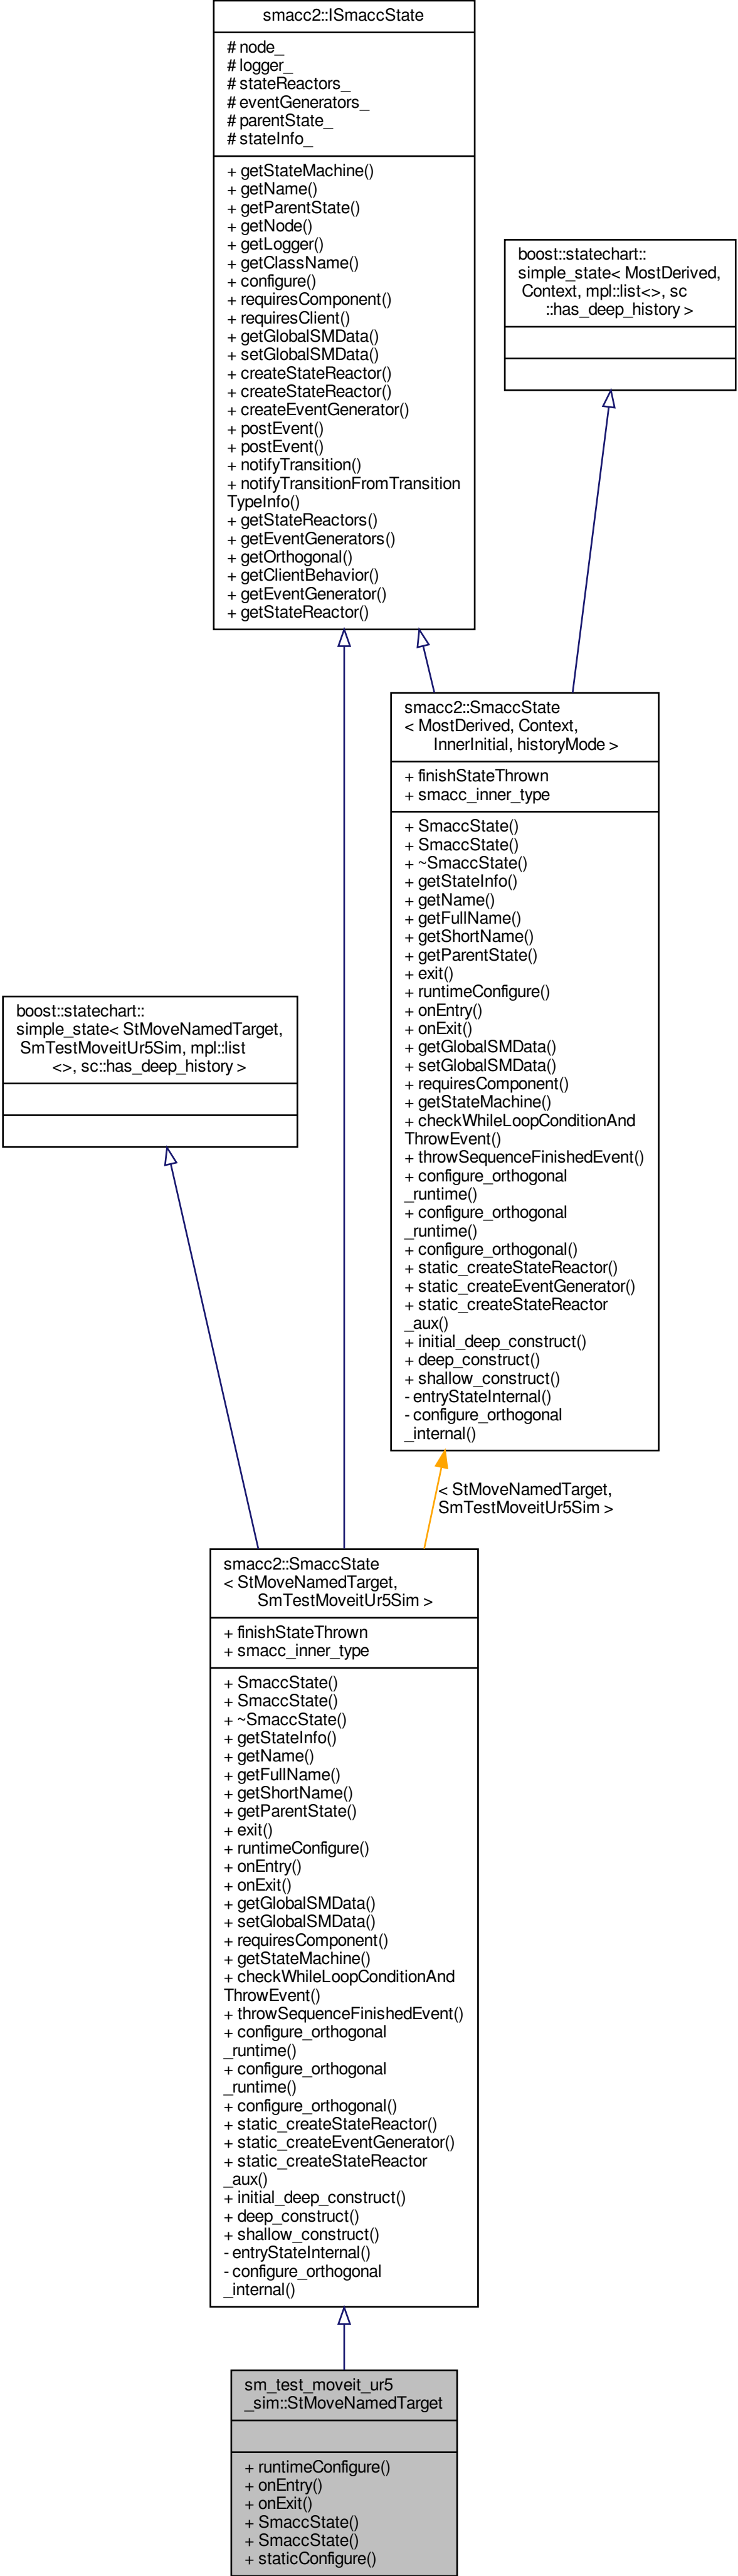 smacc2::ISmaccState
# node_
# logger_
# stateReactors_
# eventGenerators_
# parentState_
# stateInfo_
+ getStateMachine()
+ getName()
+ getParentState()
+ getNode()
+ getLogger()
+ getClassName()
+ configure()
+ requiresComponent()
+ requiresClient()
+ getGlobalSMData()
+ setGlobalSMData()
+ createStateReactor()
+ createStateReactor()
+ createEventGenerator()
+ postEvent()
+ postEvent()
+ notifyTransition()
+ notifyTransitionFromTransition
TypeInfo()
+ getStateReactors()
+ getEventGenerators()
+ getOrthogonal()
+ getClientBehavior()
+ getEventGenerator()
+ getStateReactor()
boost::statechart::
simple_state< MostDerived,
Context, mpl::list<>, sc
::has_deep_history >
smacc2::SmaccState
< MostDerived, Context,
InnerInitial, historyMode >
+ finishStateThrown
+ smacc_inner_type
+ SmaccState()
+ SmaccState()
+ ~SmaccState()
+ getStateInfo()
+ getName()
+ getFullName()
+ getShortName()
+ getParentState()
+ exit()
+ runtimeConfigure()
+ onEntry()
+ onExit()
+ getGlobalSMData()
+ setGlobalSMData()
+ requiresComponent()
+ getStateMachine()
+ checkWhileLoopConditionAnd
ThrowEvent()
+ throwSequenceFinishedEvent()
+ configure_orthogonal
_runtime()
+ configure_orthogonal
_runtime()
+ configure_orthogonal()
+ static_createStateReactor()
+ static_createEventGenerator()
+ static_createStateReactor
_aux()
+ initial_deep_construct()
+ deep_construct()
+ shallow_construct()
- entryStateInternal()
- configure_orthogonal
_internal()
boost::statechart::
simple_state< StMoveNamedTarget,
SmTestMoveitUr5Sim, mpl::list
<>, sc::has_deep_history >
< StMoveNamedTarget,
SmTestMoveitUr5Sim >
smacc2::SmaccState
< StMoveNamedTarget,
SmTestMoveitUr5Sim >
+ finishStateThrown
+ smacc_inner_type
+ SmaccState()
+ SmaccState()
+ ~SmaccState()
+ getStateInfo()
+ getName()
+ getFullName()
+ getShortName()
+ getParentState()
+ exit()
+ runtimeConfigure()
+ onEntry()
+ onExit()
+ getGlobalSMData()
+ setGlobalSMData()
+ requiresComponent()
+ getStateMachine()
+ checkWhileLoopConditionAnd
ThrowEvent()
+ throwSequenceFinishedEvent()
+ configure_orthogonal
_runtime()
+ configure_orthogonal
_runtime()
+ configure_orthogonal()
+ static_createStateReactor()
+ static_createEventGenerator()
+ static_createStateReactor
_aux()
+ initial_deep_construct()
+ deep_construct()
+ shallow_construct()
- entryStateInternal()
- configure_orthogonal
_internal()
sm_test_moveit_ur5
_sim::StMoveNamedTarget
+ runtimeConfigure()
+ onEntry()
+ onExit()
+ SmaccState()
+ SmaccState()
+ staticConfigure()